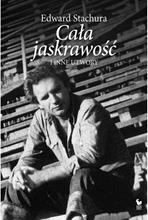 Edward Stachura
Cała
jaskrawość
I INNE UTWORY